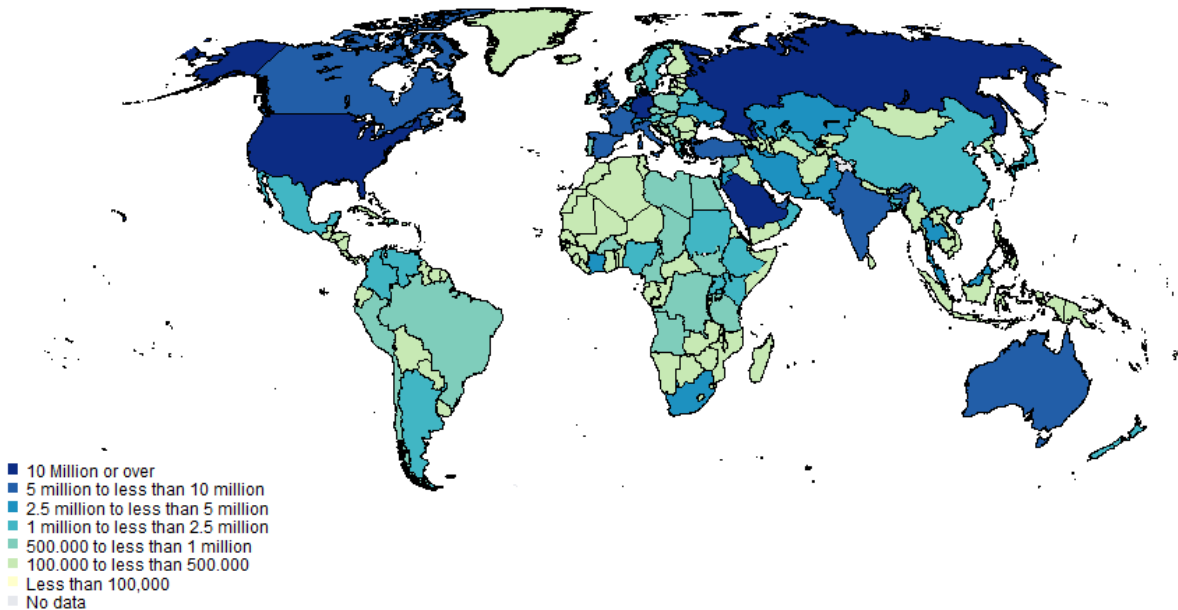 10 Million or over
5 million to less than 10 million
2.5 million to less than 5 million
1 million to less than 2.5 million
500.000 to less than 1 million
100.000 to less than 500.000
Less than 100,000
No data